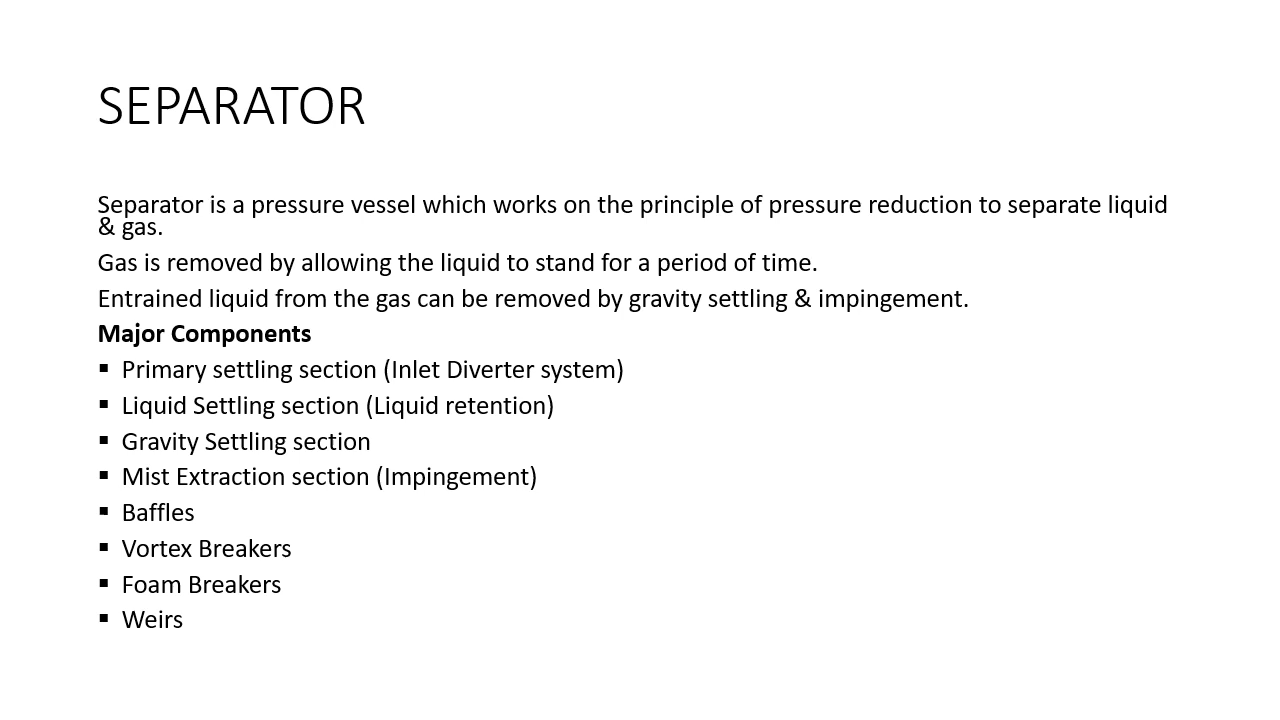 SEPARATOR
Separator is a pressure vessel which works on the principle of pressure reduction to separate liquid
& gas.
Gas is removed by allowing the liquid to stand for a period of time.
Entrained liquid from the gas can be removed by gravity settling & impingement.
Major Components
▪ Primary settling section (Inlet Diverter system)
▪ Liquid Settling section (Liquid retention)
▪ Gravity Settling section
▪ Mist Extraction section (Impingement)
▪ Baffles
▪ Vortex Breakers
▪ Foam Breakers
▪ Weirs